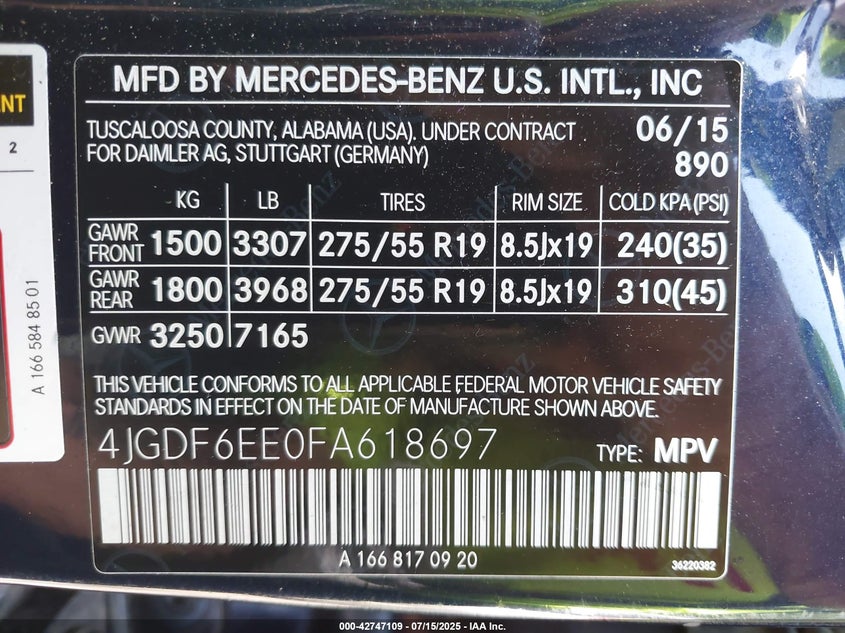 ENT
2
A 166 584 85 01
MFD BY MERCEDES-BENZ U.S. INTL., INC
TUSCALOOSA COUNTY, ALABAMA (USA). UNDER CONTRACT
FOR DAIMLER AG, STUTTGART (GERMANY)
06/15
890
KG LB TIRES RIM SIZE COLD KPA (PSI)
GAWR FRONT 1500 3307 275/55 R19 8.5Jx19 240(35)
GAWR REAR 1800 3968 275/55 R19 8.5Jx19 310(45)
GVWR 3250 7165
THIS VEHICLE CONFORMS TO ALL APPLICABLE FEDERAL MOTOR VEHICLE SAFETY
STANDARDS IN EFFECT ON THE DATE OF MANUFACTURE SHOWN ABOVE.
4JGDF6EE0FA618697 TYPE: MPV
A 166 817 09 20
36220382
000-42747109 - 07/15/2025 - IAA Inc.